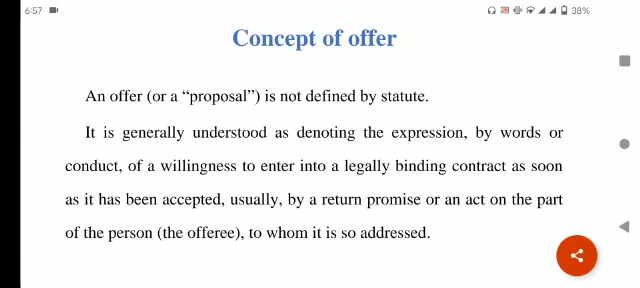 6:57
38%
Concept of offer
An offer (or a “proposal”) is not defined by statute.
It is generally understood as denoting the expression, by words or
conduct, of a willingness to enter into a legally binding contract as soon
as it has been accepted, usually, by a return promise or an act on the part
of the person (the offeree), to whom it is so addressed.